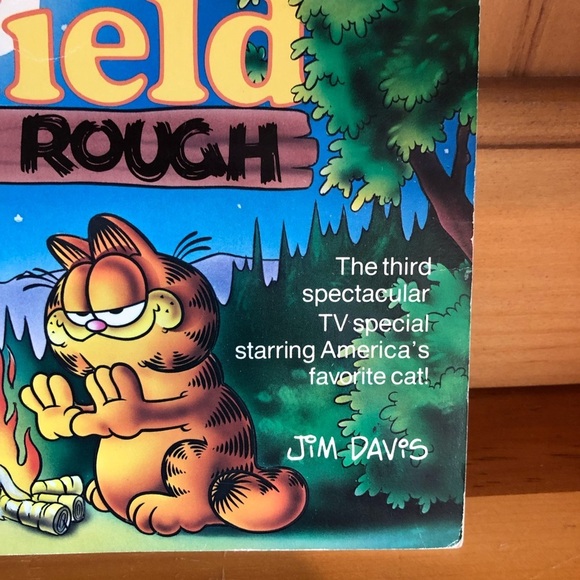 ield
ROUGH
The third
spectacular
TV special
starring America's
favorite cat!
JIM DAVIS